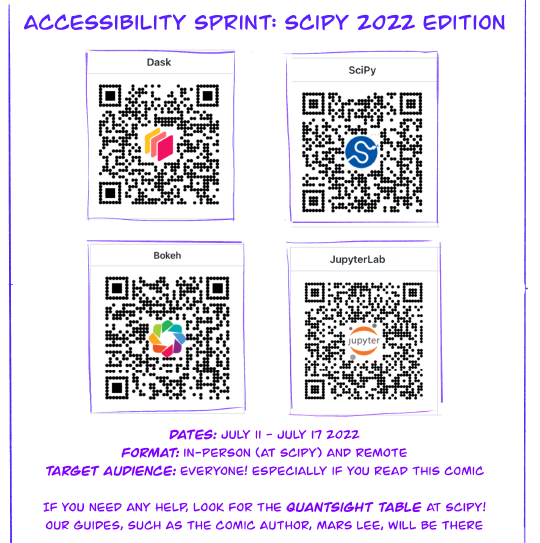 ACCESSIBILITY SPRINT: SCIPY 2022 EDITION
Dask
SciPy
Bokeh
JupyterLab
jupyter
DATES: JULY 11 - JULY 17 2022
FORMAT: IN-PERSON (AT SCIPY) AND REMOTE
TARGET AUDIENCE: EVERYONE! ESPECIALLY IF YOU READ THIS COMIC
IF YOU NEED ANY HELP, LOOK FOR THE QUANTSIGHT TABLE AT SCIPY!
OUR GUIDES, SUCH AS THE COMIC AUTHOR, MARS LEE, WILL BE THERE